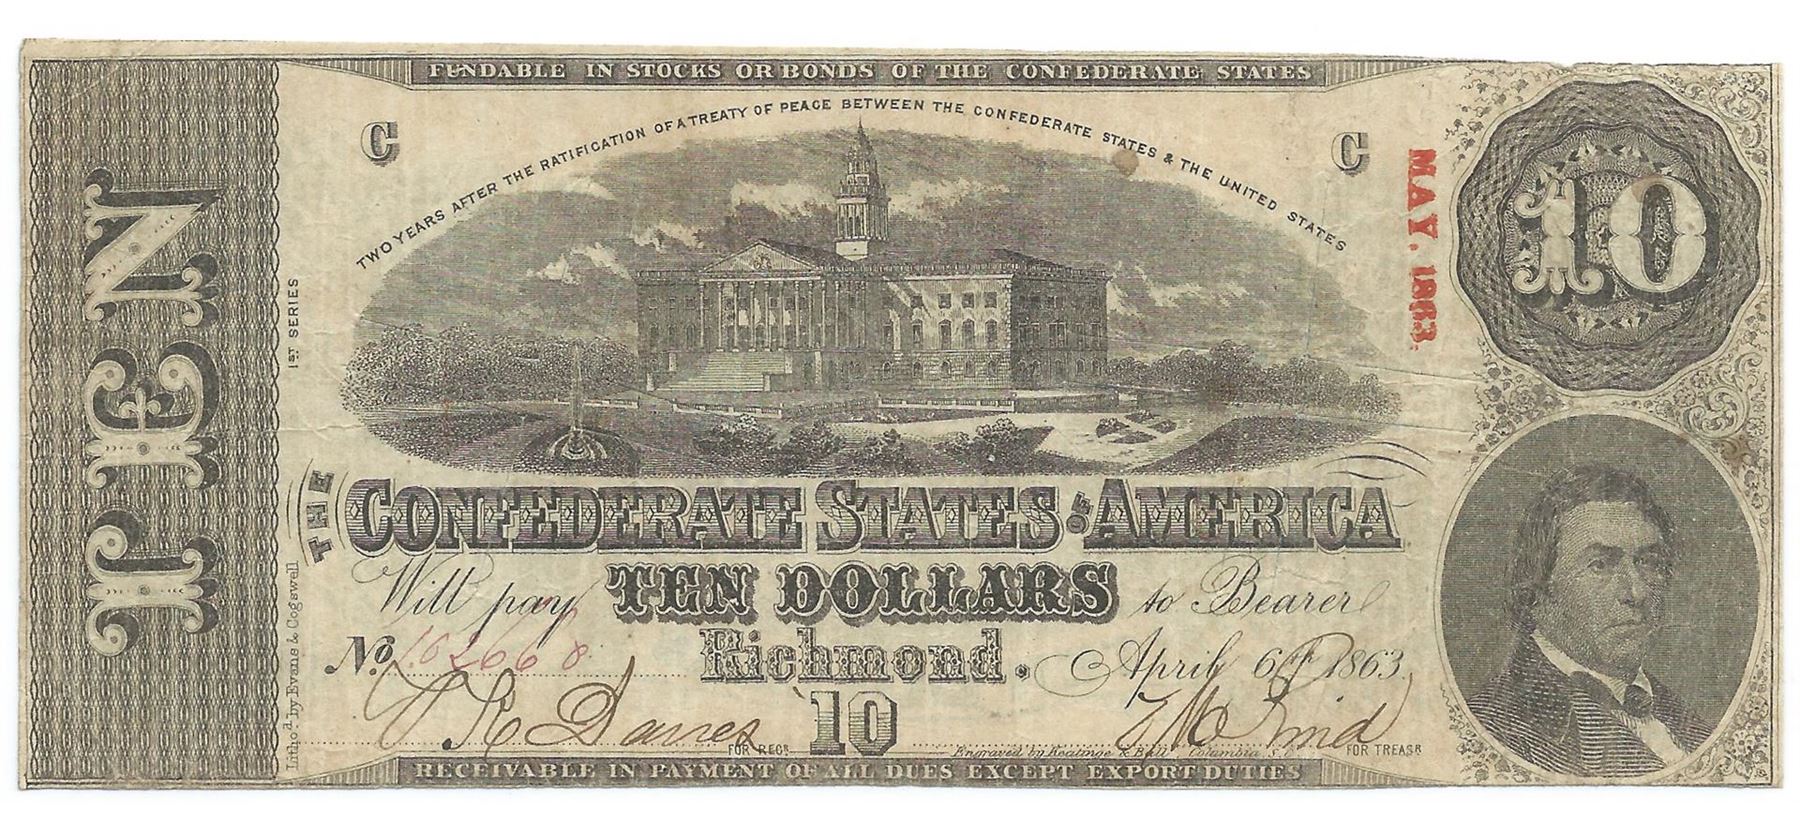 FUNDABLE IN STOCKS OR BONDS OF THE CONFEDERATE STATES
TWO YEARS AFTER THE RATIFICATION OF A TREATY OF PEACE BETWEEN THE CONFEDERATE STATES & THE UNITED STATES
C
C
MAY. 1863.
10
TEN
1ST SERIES
THE CONFEDERATE STATES OF AMERICA
Will pay TEN DOLLARS to Bearer
No. 162668
Richmond. April 6th 1863.
Davies FOR REGR. 10 FOR TREASR
Engraved by Keatinge & Ball Columbia S.C.
Lithod by Evans & Cogswell
RECEIVABLE IN PAYMENT OF ALL DUES EXCEPT EXPORT DUTIES